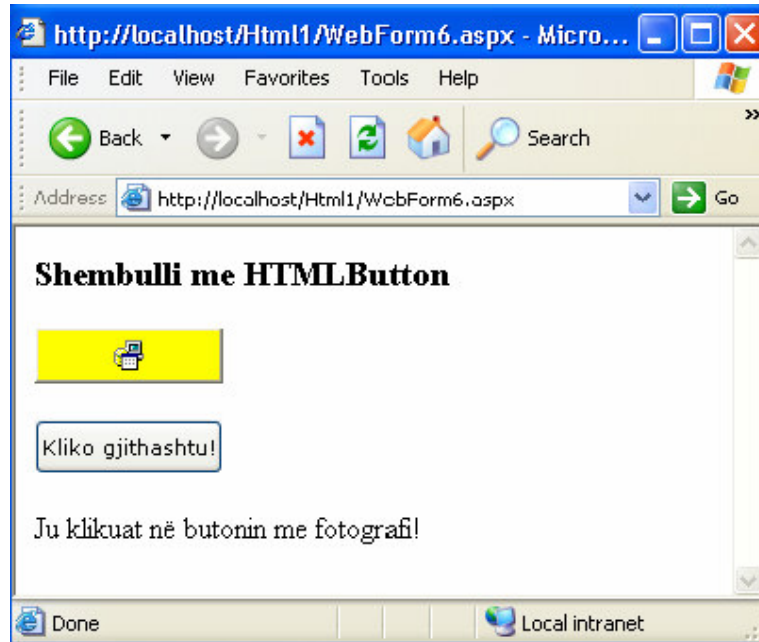 http://localhost/Html1/WebForm6.aspx - Micro...
File Edit View Favorites Tools Help
Back Search »
Address http://localhost/Html1/WebForm6.aspx Go
Shembulli me HTMLButton
Kliko gjithashtu!
Ju klikuat në butonin me fotografi!
Done Local intranet